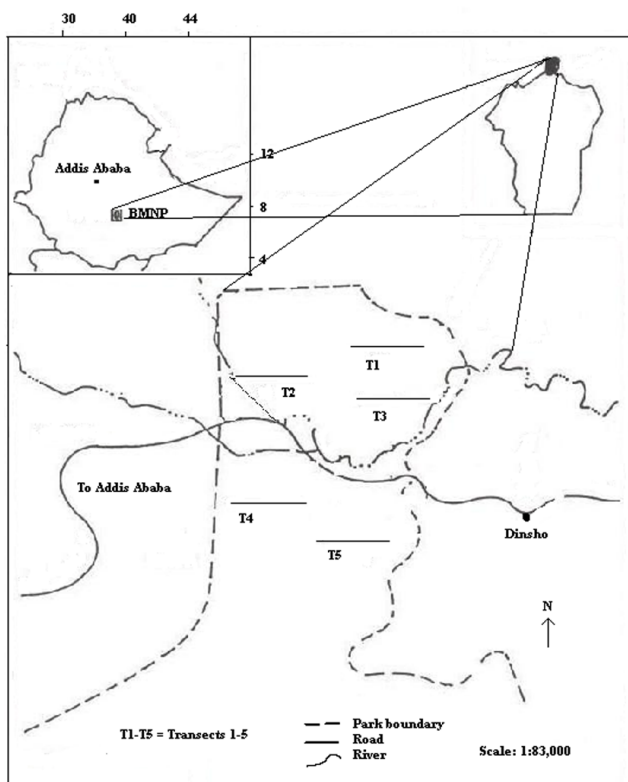 30 40 44
12
Addis Ababa
8
BMNP
4
T1
T2
T3
To Addis Ababa
T4
Dinsho
T5
N
T1-T5 = Transects 1-5
Park boundary
Road
River
Scale: 1:83,000